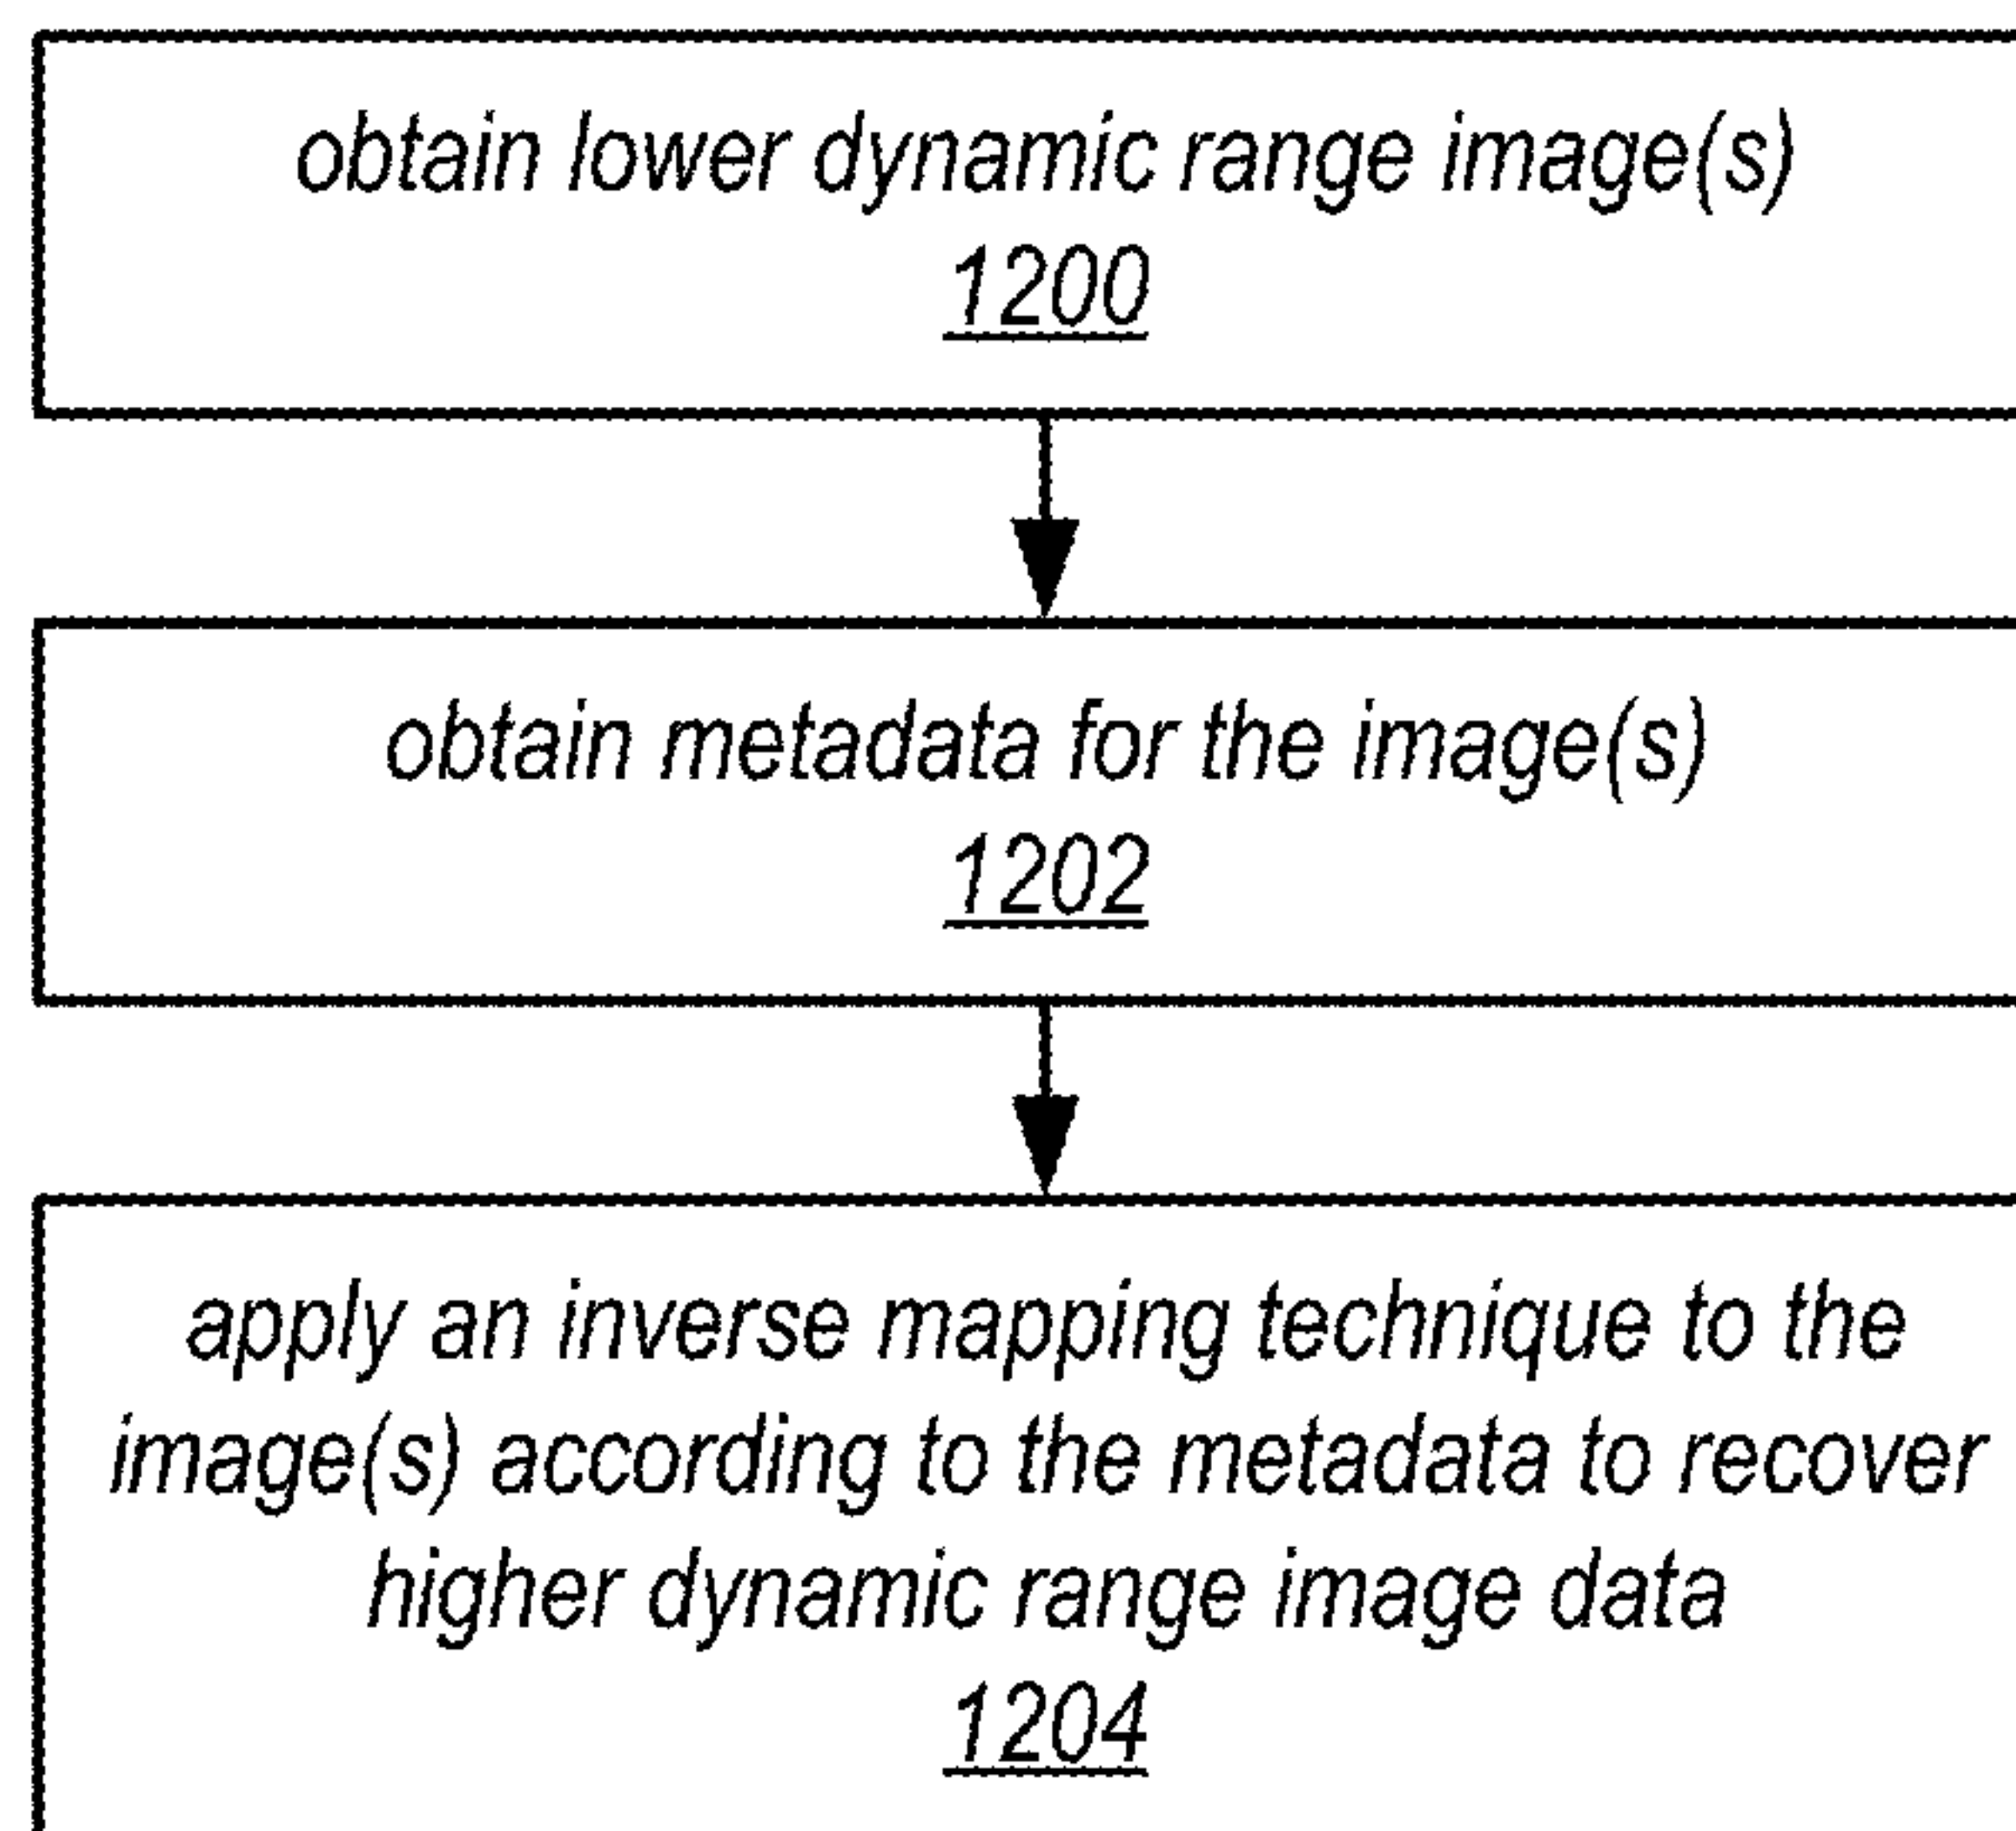 obtain lower dynamic range image(s)
1200
obtain metadata for the image(s)
1202
apply an inverse mapping technique to the
image(s) according to the metadata to recover
higher dynamic range image data
1204